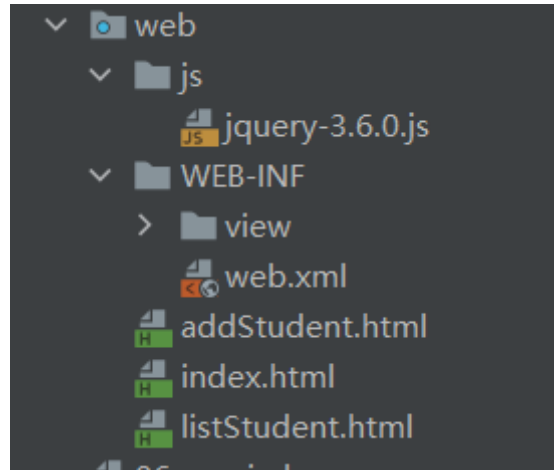 web
js
jquery-3.6.0.js
WEB-INF
view
web.xml
addStudent.html
index.html
listStudent.html